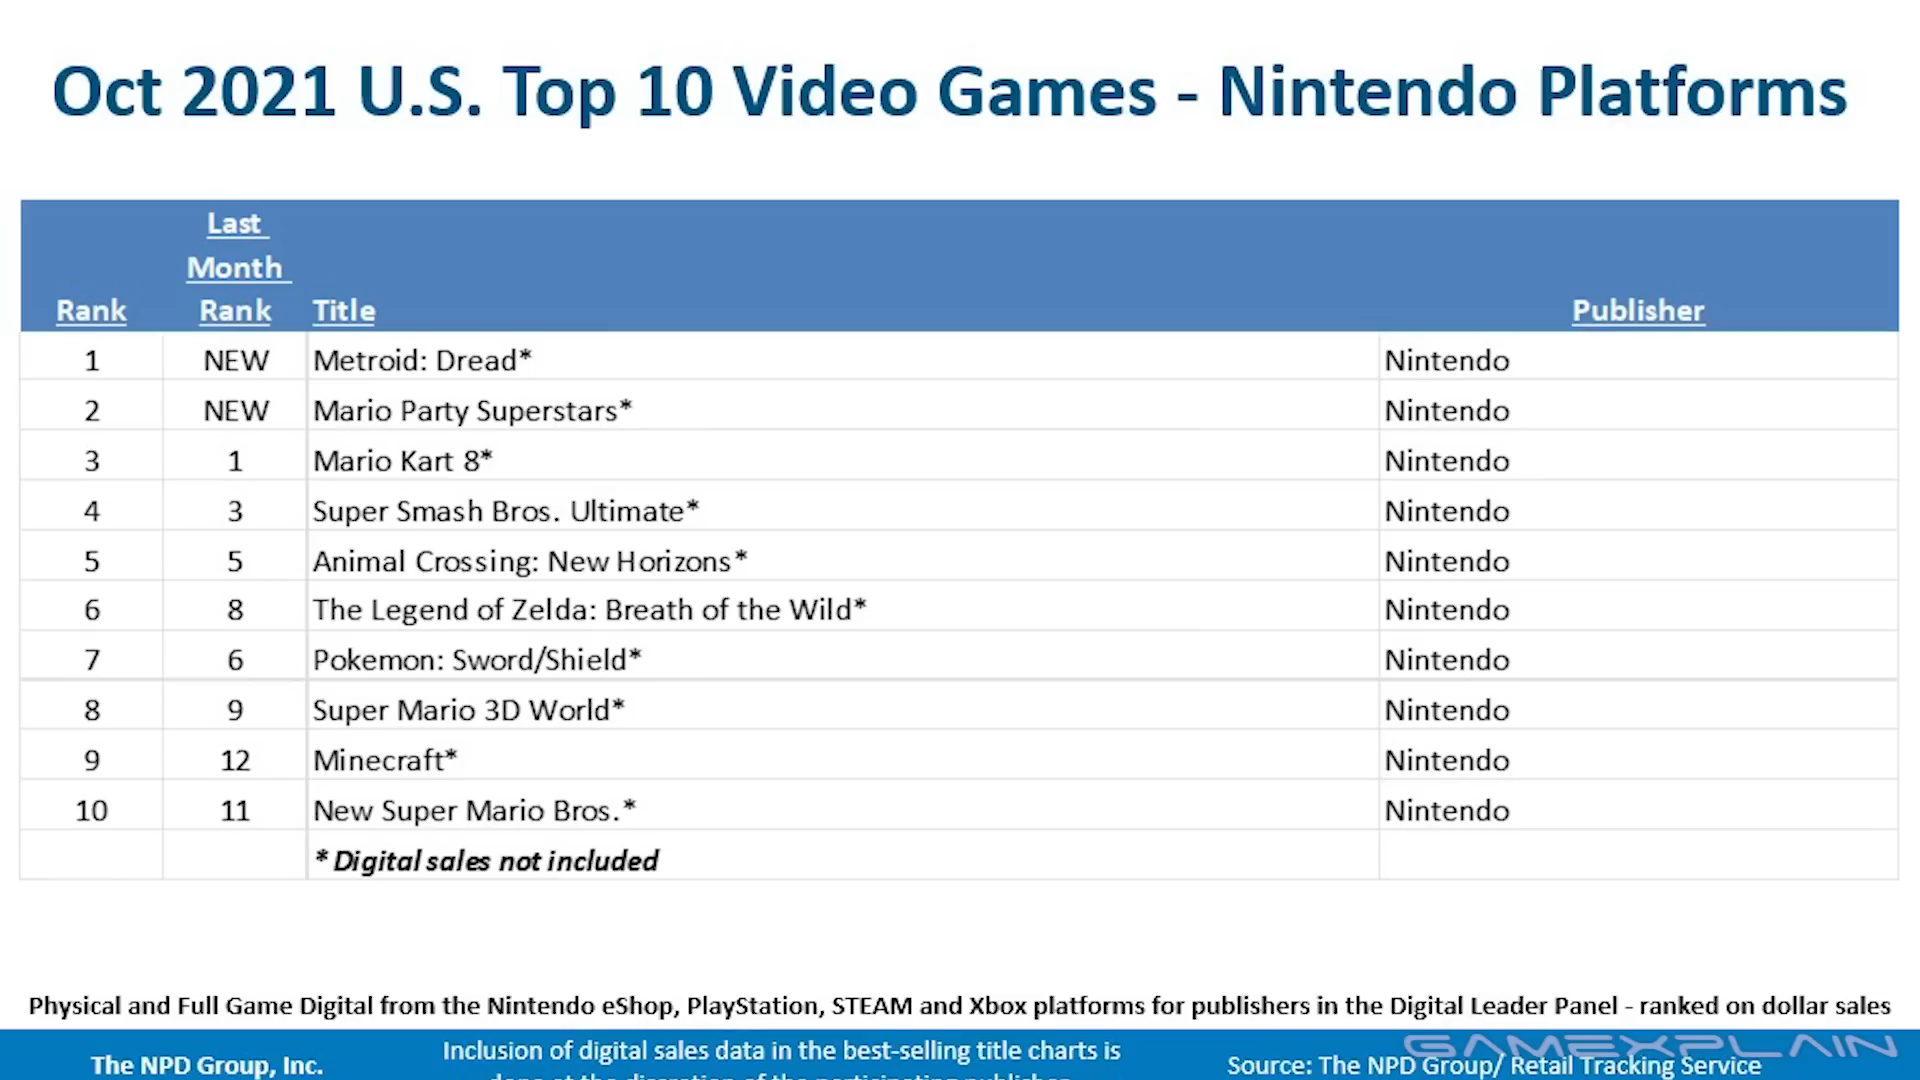 Oct 2021 U.S. Top 10 Video Games - Nintendo Platforms
Last
Month
Rank Rank Title Publisher
1 NEW Metroid: Dread* Nintendo
2 NEW Mario Party Superstars* Nintendo
3 1 Mario Kart 8* Nintendo
4 3 Super Smash Bros. Ultimate* Nintendo
5 5 Animal Crossing: New Horizons* Nintendo
6 8 The Legend of Zelda: Breath of the Wild* Nintendo
7 6 Pokemon: Sword/Shield* Nintendo
8 9 Super Mario 3D World* Nintendo
9 12 Minecraft* Nintendo
10 11 New Super Mario Bros.* Nintendo
* Digital sales not included
Physical and Full Game Digital from the Nintendo eShop, PlayStation, STEAM and Xbox platforms for publishers in the Digital Leader Panel - ranked on dollar sales
The NPD Group, Inc.
Inclusion of digital sales data in the best-selling title charts is
Source: The NPD Group/ Retail Tracking Service
GAMEXPLAIN